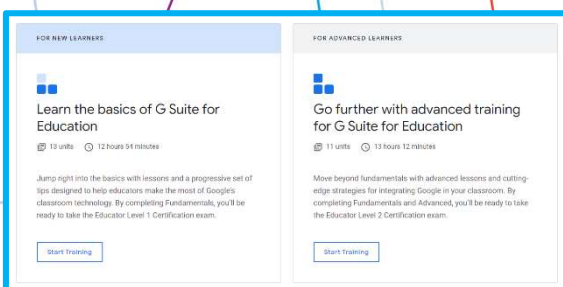 FOR NEW LEARNERS
Learn the basics of G Suite for
Education
13 units 12 hours 54 minutes
Jump right into the basics with lessons and a progressive set of
tips designed to help educators make the most of Google's
classroom technology. By completing Fundamentals, you'll be
ready to take the Educator Level 1 Certification exam.
Start Training
FOR ADVANCED LEARNERS
Go further with advanced training
for G Suite for Education
11 units 13 hours 12 minutes
Move beyond fundamentals with advanced lessons and cutting-
edge strategies for integrating Google in your classroom. By
completing Fundamentals and Advanced, you'll be ready to take
the Educator Level 2 Certification exam.
Start Training